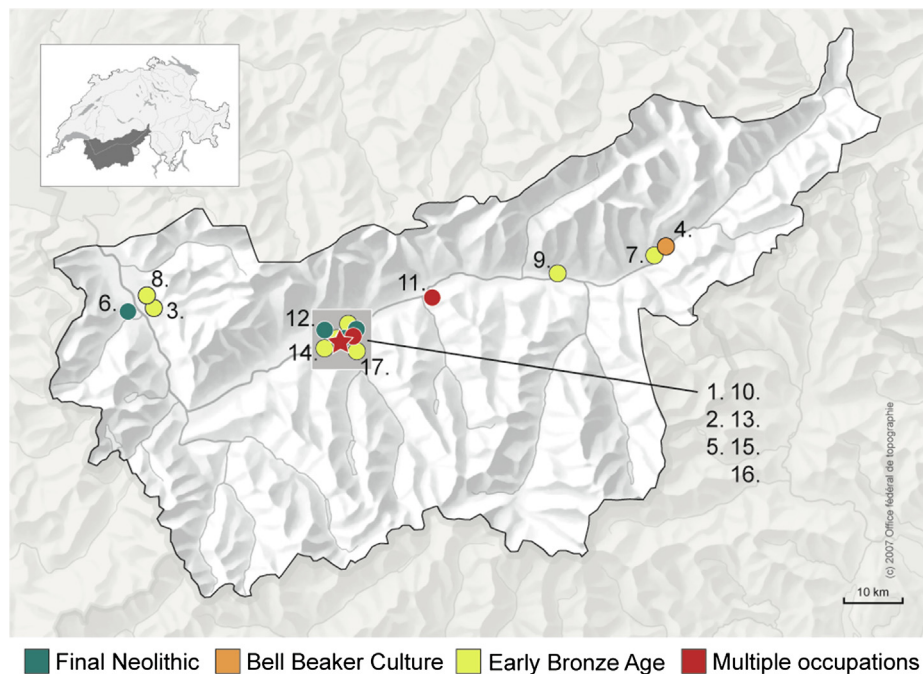 4.
7.
9.
8.
11.
6.
3.
12.
14.
17.
1. 10.
2. 13.
5. 15.
16.
(c) 2007 Office fédéral de topographie
10 km
Final Neolithic
Bell Beaker Culture
Early Bronze Age
Multiple occupations